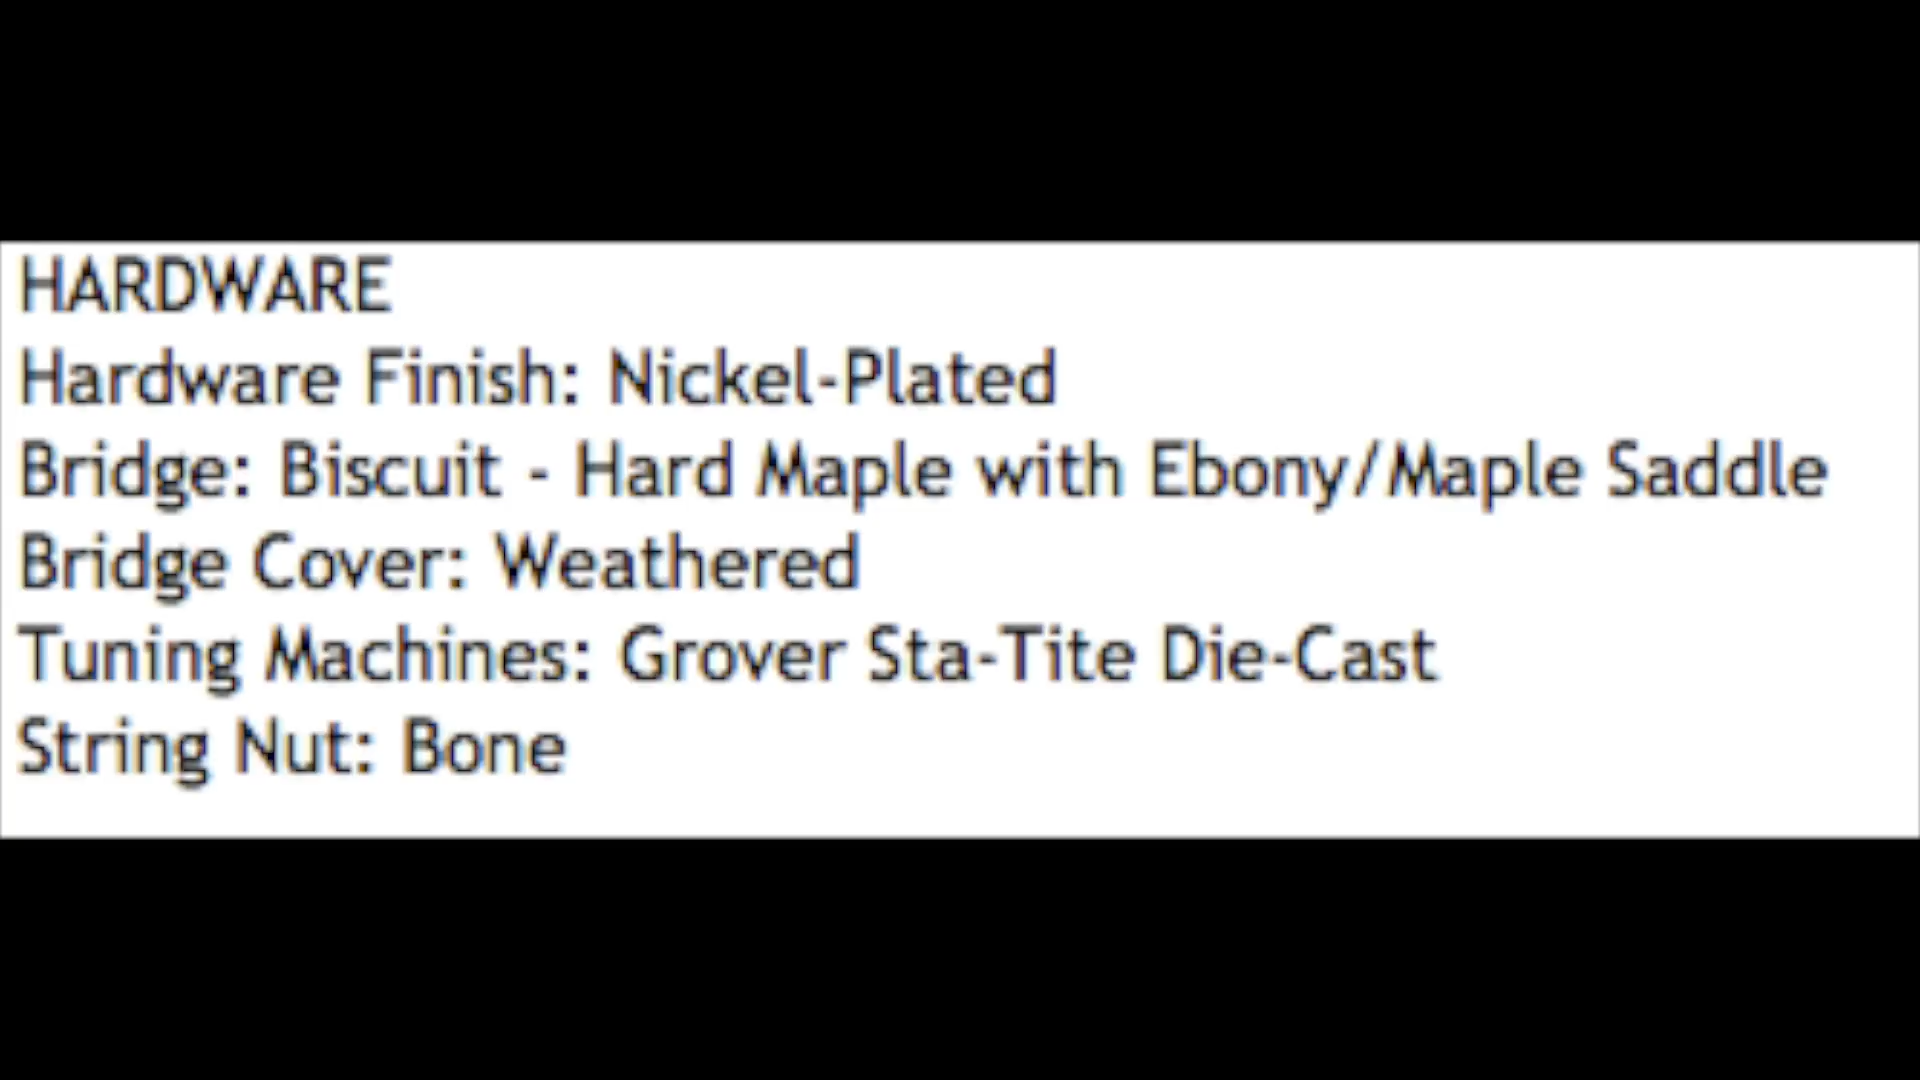 HARDWARE
Hardware Finish: Nickel-Plated
Bridge: Biscuit - Hard Maple with Ebony/Maple Saddle
Bridge Cover: Weathered
Tuning Machines: Grover Sta-Tite Die-Cast
String Nut: Bone